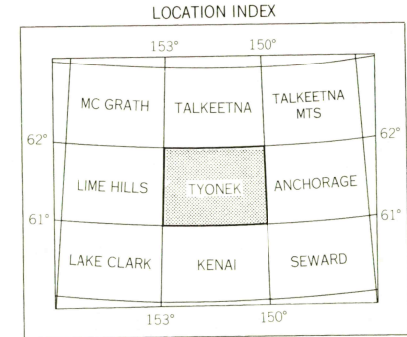 LOCATION INDEX
153° 150°
MC GRATH TALKEETNA TALKEETNA
MTS
62° 62°
LIME HILLS TYONEK ANCHORAGE
61° 61°
LAKE CLARK KENAI SEWARD
153° 150°